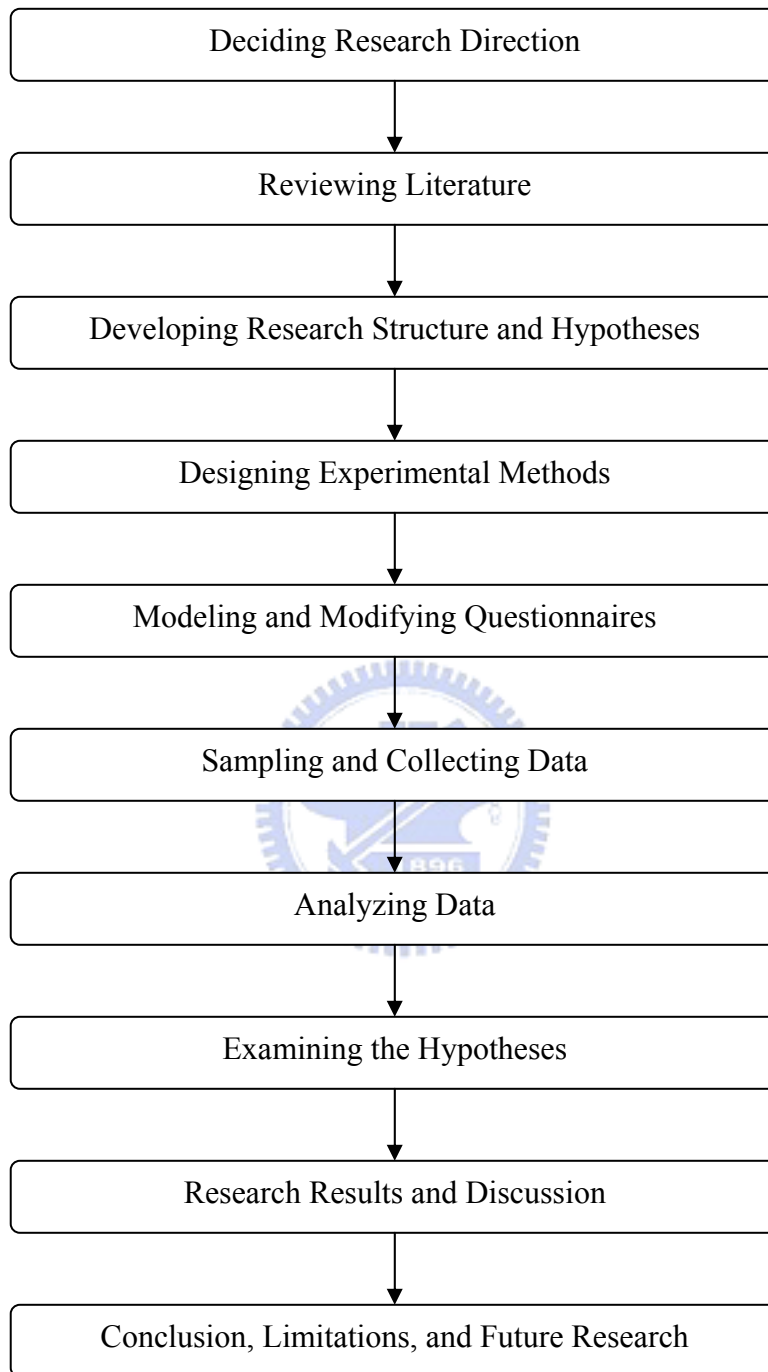 Deciding Research Direction
Reviewing Literature
Developing Research Structure and Hypotheses
Designing Experimental Methods
Modeling and Modifying Questionnaires
Sampling and Collecting Data
896
Analyzing Data
Examining the Hypotheses
Research Results and Discussion
Conclusion, Limitations, and Future Research